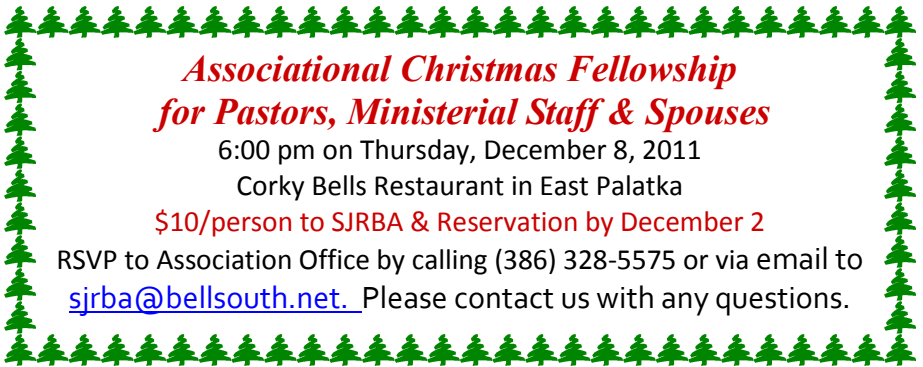 Associational Christmas Fellowship
for Pastors, Ministerial Staff & Spouses
6:00 pm on Thursday, December 8, 2011
Corky Bells Restaurant in East Palatka
$10/person to SJRBA & Reservation by December 2
RSVP to Association Office by calling (386) 328-5575 or via email to
sjrba@bellsouth.net. Please contact us with any questions.